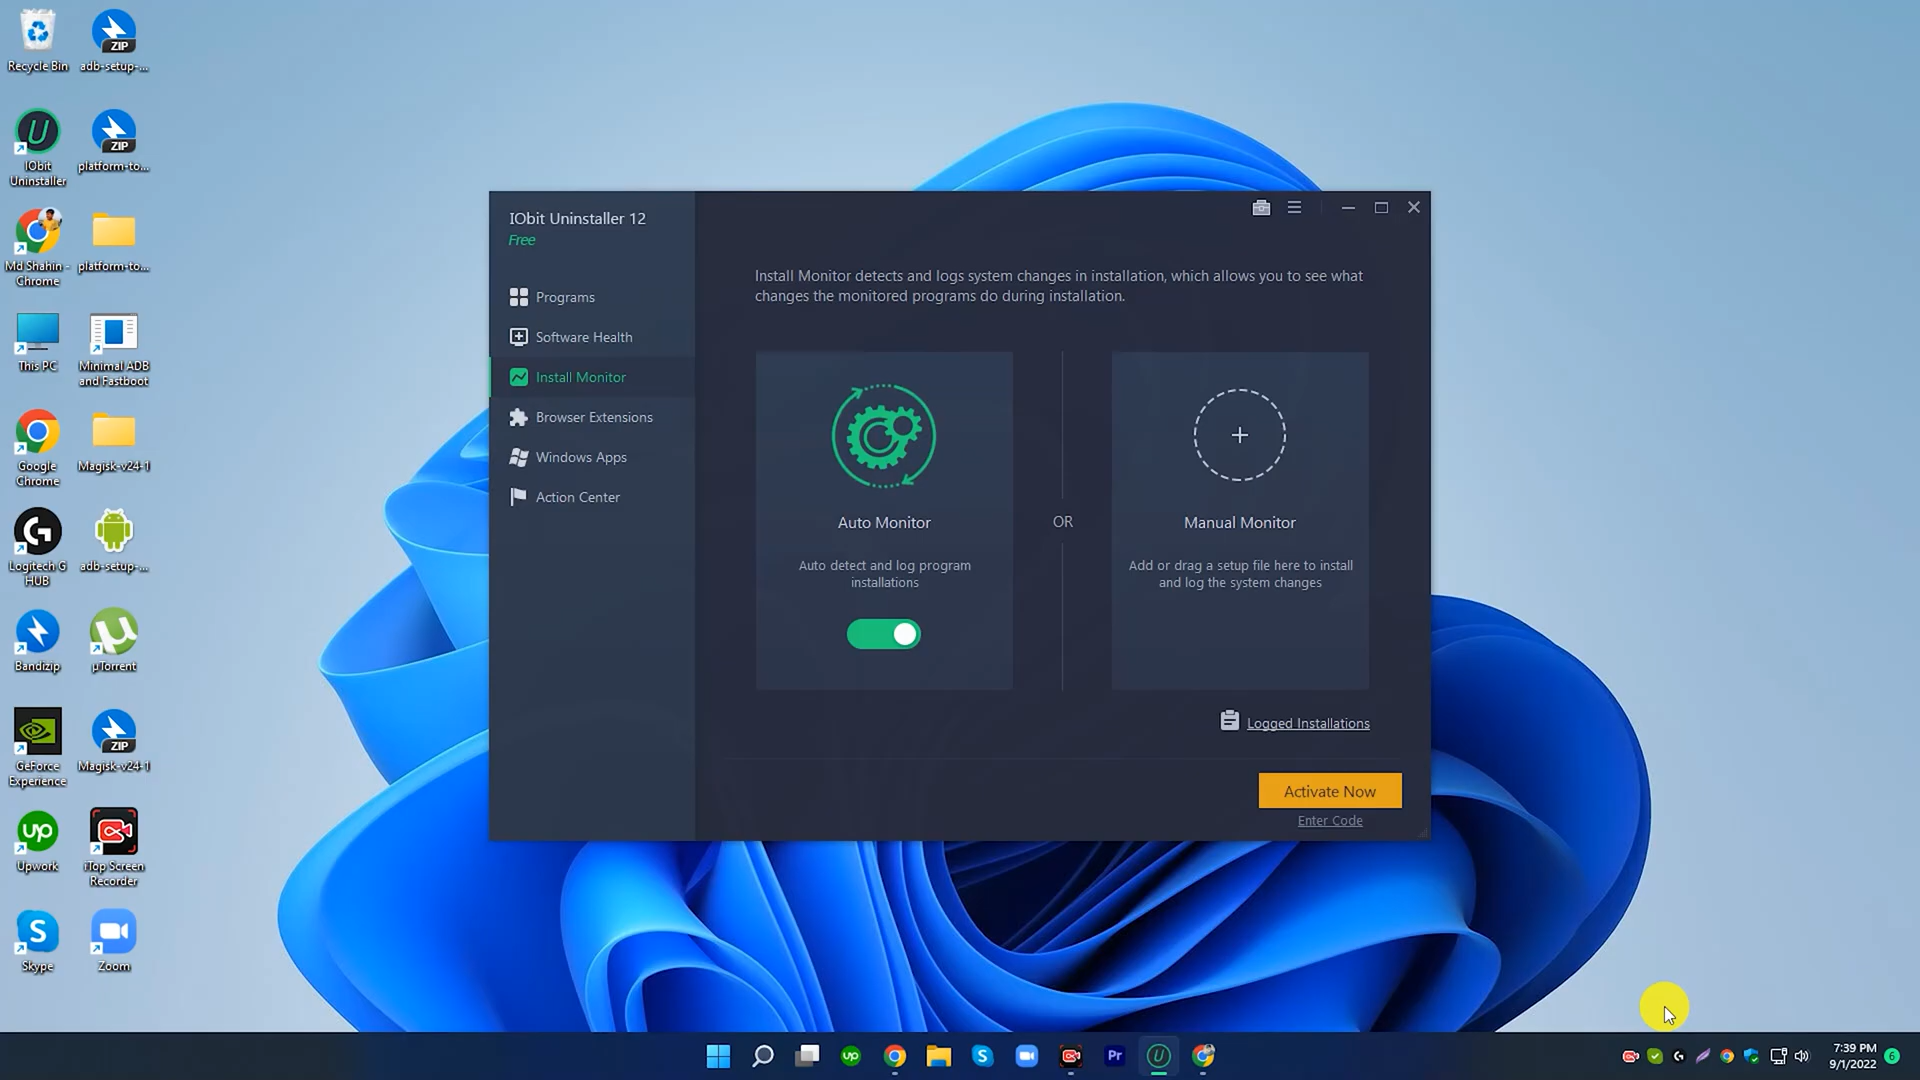 Recycle Bin
adb-setup-...
IObit
Uninstaller
platform-to...
Md Shahin -
Chrome
platform-to...
This PC
Minimal ADB
and Fastboot
Google
Chrome
Magisk-v24-1
Logitech G
HUB
adb-setup-...
Bandizip
µTorrent
GeForce
Experience
Magisk-v24-1
Upwork
iTop Screen
Recorder
Skype
Zoom
ZIP
ZIP
ZIP
IObit Uninstaller 12
Free
Programs
Software Health
Install Monitor
Browser Extensions
Windows Apps
Action Center
Install Monitor detects and logs system changes in installation, which allows you to see what
changes the monitored programs do during installation.
Auto Monitor
Auto detect and log program
installations
OR
Manual Monitor
Add or drag a setup file here to install
and log the system changes
Logged Installations
Activate Now
Enter Code
up
Pr
7:39 PM
9/1/2022
6